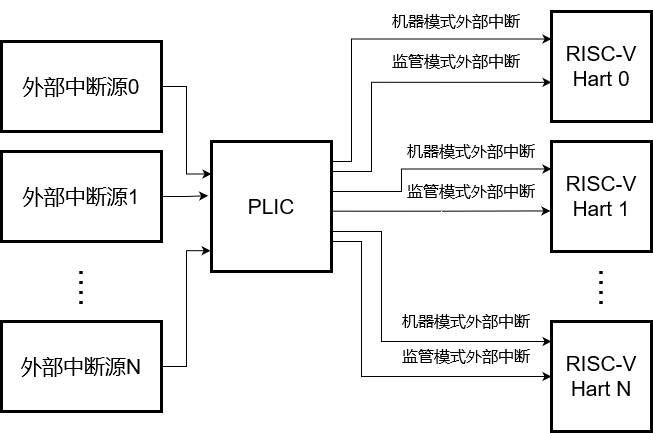 机器模式外部中断
监管模式外部中断
RISC-V
Hart 0
外部中断源0
外部中断源1
外部中断源N
PLIC
机器模式外部中断
监管模式外部中断
RISC-V
Hart 1
机器模式外部中断
监管模式外部中断
RISC-V
Hart N